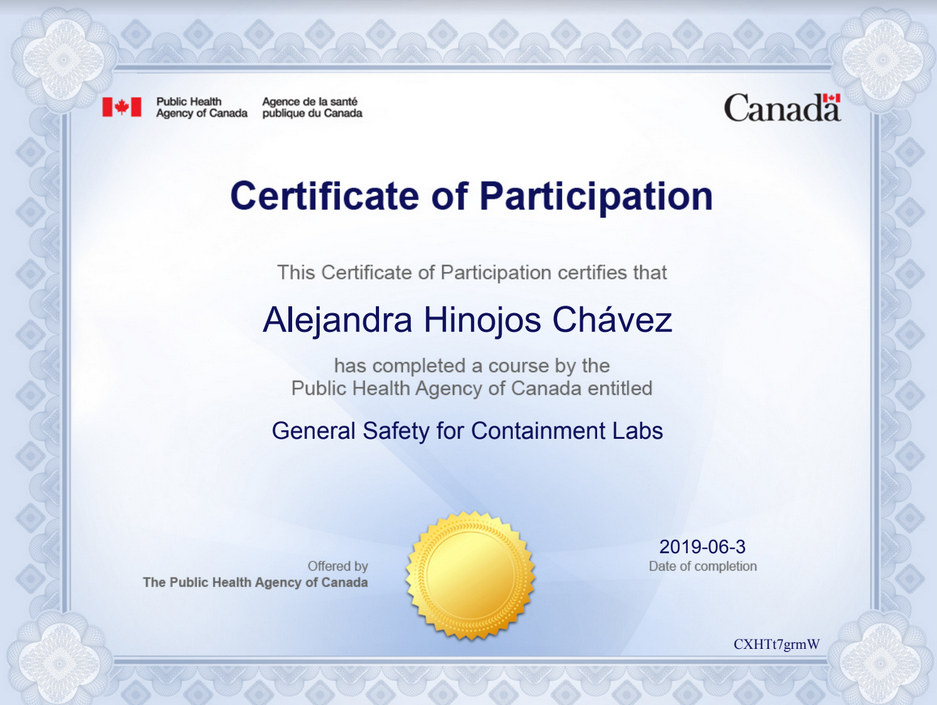 Public Health
Agency of Canada
Agence de la santé
publique du Canada
Canada
Certificate of Participation
This Certificate of Participation certifies that
Alejandra Hinojos Chávez
has completed a course by the
Public Health Agency of Canada entitled
General Safety for Containment Labs
Offered by
The Public Health Agency of Canada
2019-06-3
Date of completion
CXHTt7grmW